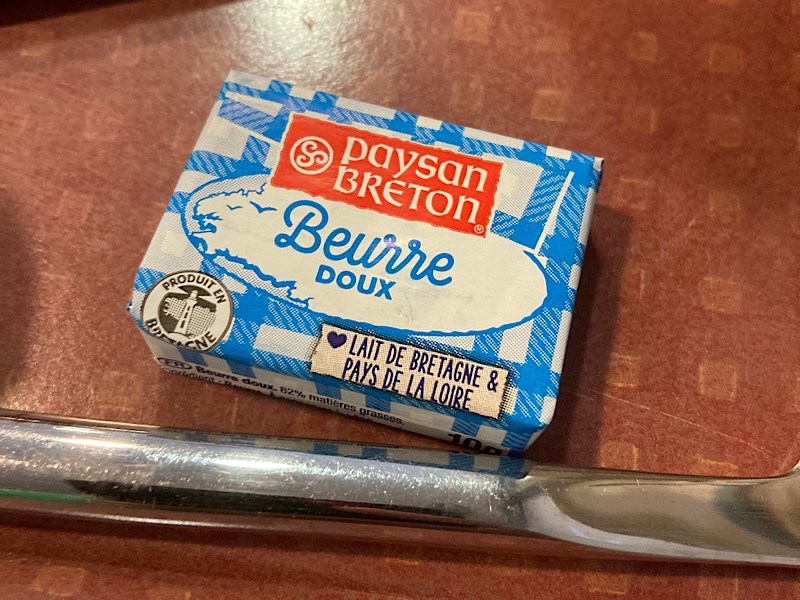 Paysan
BRETON
®
Beurre
DOUX
PRODUIT EN
BRETAGNE
LAIT DE BRETAGNE &
PAYS DE LA LOIRE
FR Beurre doux. 82% matières grasses.
10g